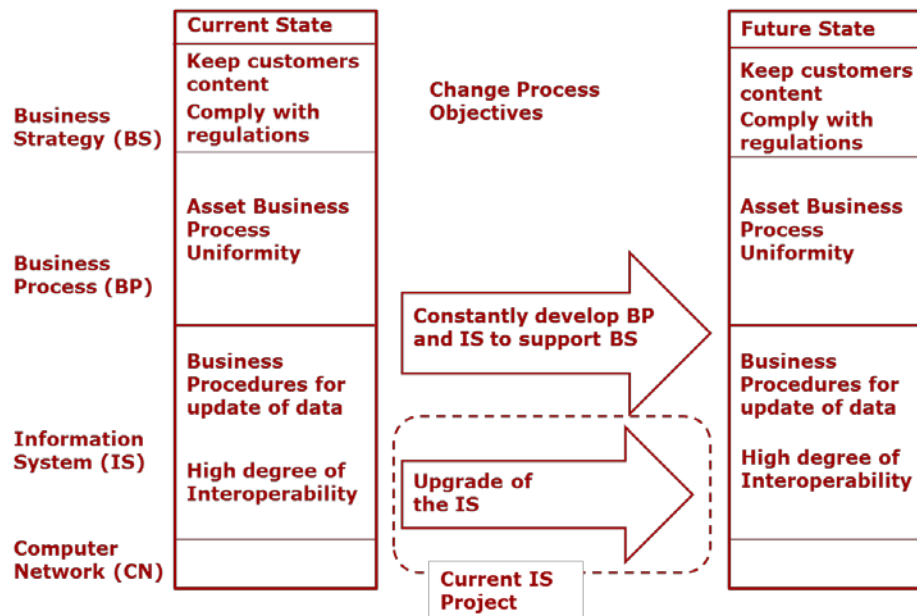 Current State
Keep customers
content
Comply with
regulations
Asset Business
Process
Uniformity
Business
Procedures for
update of data
High degree of
Interoperability
Business
Strategy (BS)
Business
Process (BP)
Information
System (IS)
Computer
Network (CN)
Change Process
Objectives
Constantly develop BP
and IS to support BS
Upgrade of
the IS
Current IS
Project
Future State
Keep customers
content
Comply with
regulations
Asset Business
Process
Uniformity
Business
Procedures for
update of data
High degree of
Interoperability